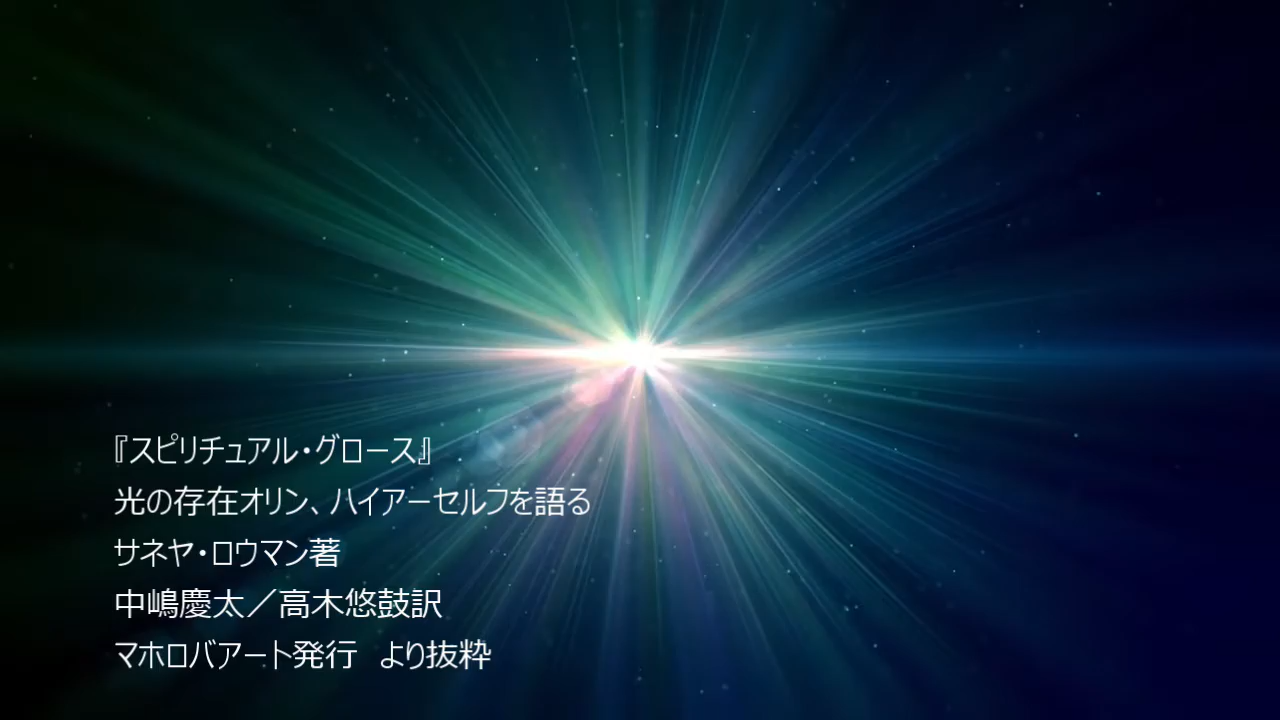 『スピリチュアル・グロース』
光の存在オリン、ハイアーセルフを語る
サネヤ・ロウマン著
中嶋慶太／高木悠鼓訳
マホロバアート発行　より抜粋